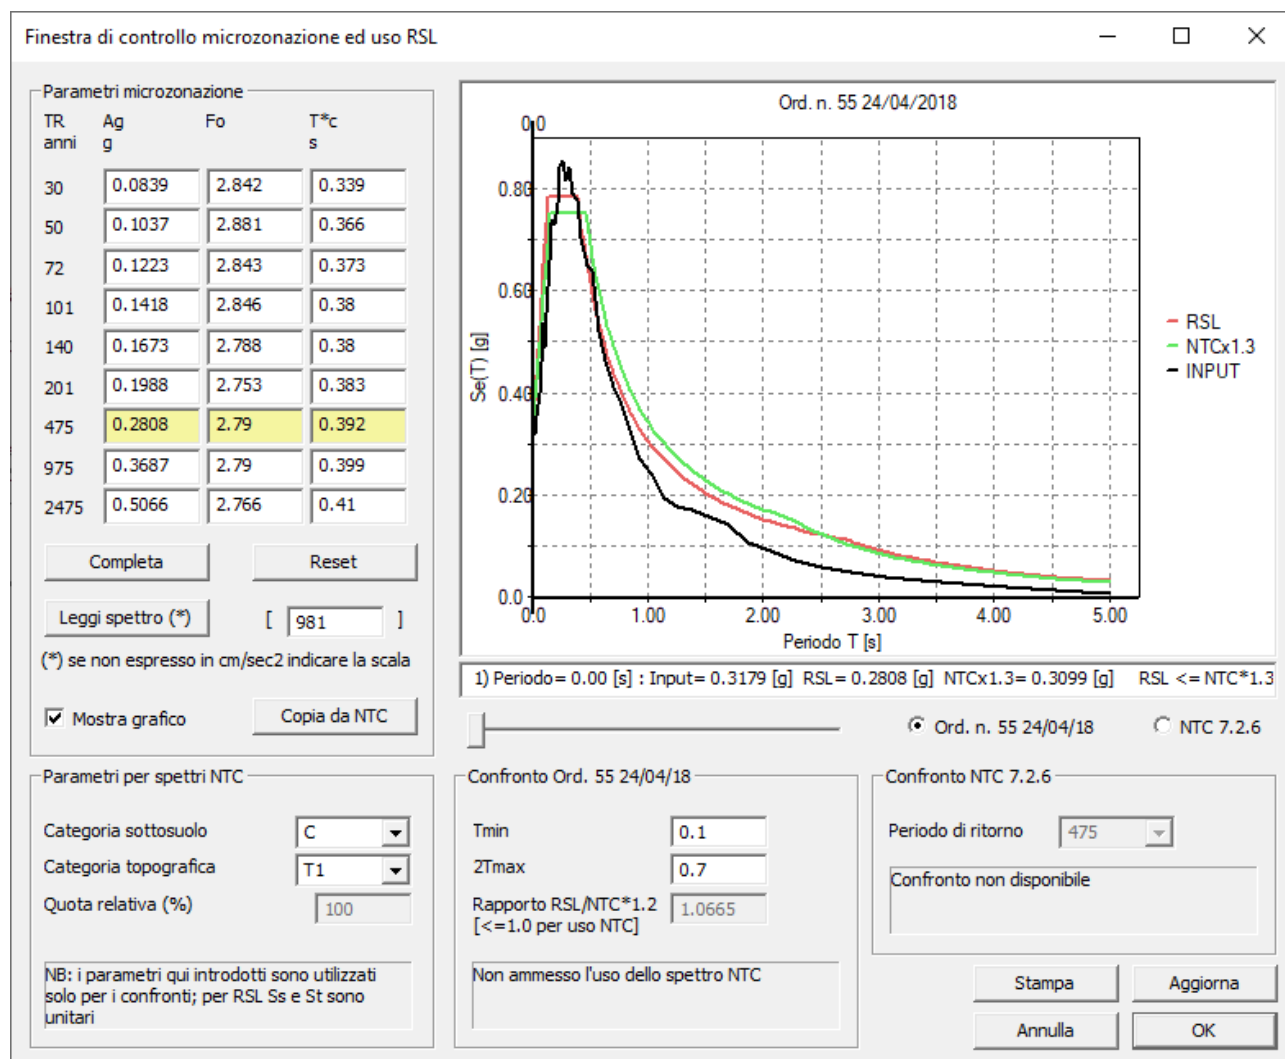 Finestra di controllo microzonazione ed uso RSL
Parametri microzonazione
TR Ag Fo T*c
anni g s
30 0.0839 2.842 0.339
50 0.1037 2.881 0.366
72 0.1223 2.843 0.373
101 0.1418 2.846 0.38
140 0.1673 2.788 0.38
201 0.1988 2.753 0.383
475 0.2808 2.79 0.392
975 0.3687 2.79 0.399
2475 0.5066 2.766 0.41
Completa Reset
Leggi spettro (*) [ 981 ]
(*) se non espresso in cm/sec2 indicare la scala
Mostra grafico Copia da NTC
Ord. n. 55 24/04/2018
0.0
0.80
0.60
0.40
0.20
0.0
Se(T) [g]
0.0 1.00 2.00 3.00 4.00 5.00
Periodo T [s]
RSL
NTCx1.3
INPUT
1) Periodo= 0.00 [s] : Input= 0.3179 [g] RSL= 0.2808 [g] NTCx1.3= 0.3099 [g] RSL <= NTC*1.3
Ord. n. 55 24/04/18 NTC 7.2.6
Parametri per spettri NTC
Categoria sottosuolo C
Categoria topografica T1
Quota relativa (%) 100
NB: i parametri qui introdotti sono utilizzati
solo per i confronti; per RSL Ss e St sono
unitari
Confronto Ord. 55 24/04/18
Tmin 0.1
2Tmax 0.7
Rapporto RSL/NTC*1.2 1.0665
[<=1.0 per uso NTC]
Non ammesso l'uso dello spettro NTC
Confronto NTC 7.2.6
Periodo di ritorno 475
Confronto non disponibile
Stampa Aggiorna
Annulla OK